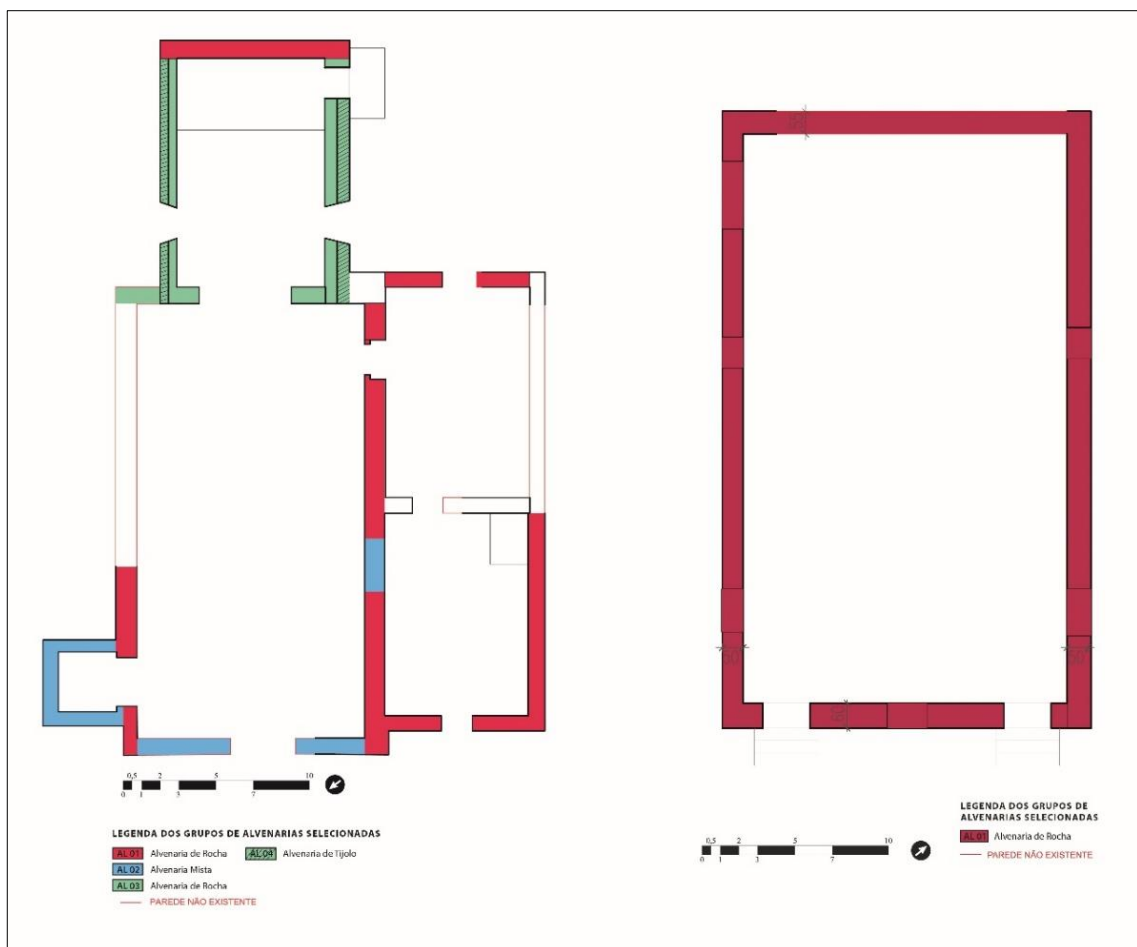 0,5 2 5 10
0 1 3 7
LEGENDA DOS GRUPOS DE ALVENARIAS SELECIONADAS
AL 01 Alvenaria de Rocha AL 04 Alvenaria de Tijolo
AL 02 Alvenaria Mista
AL 03 Alvenaria de Rocha
PAREDE NÃO EXISTENTE
60
60
60
0,5 2 5 10
0 1 3 7
LEGENDA DOS GRUPOS DE
ALVENARIAS SELECIONADAS
AL 01 Alvenaria de Rocha
PAREDE NÃO EXISTENTE